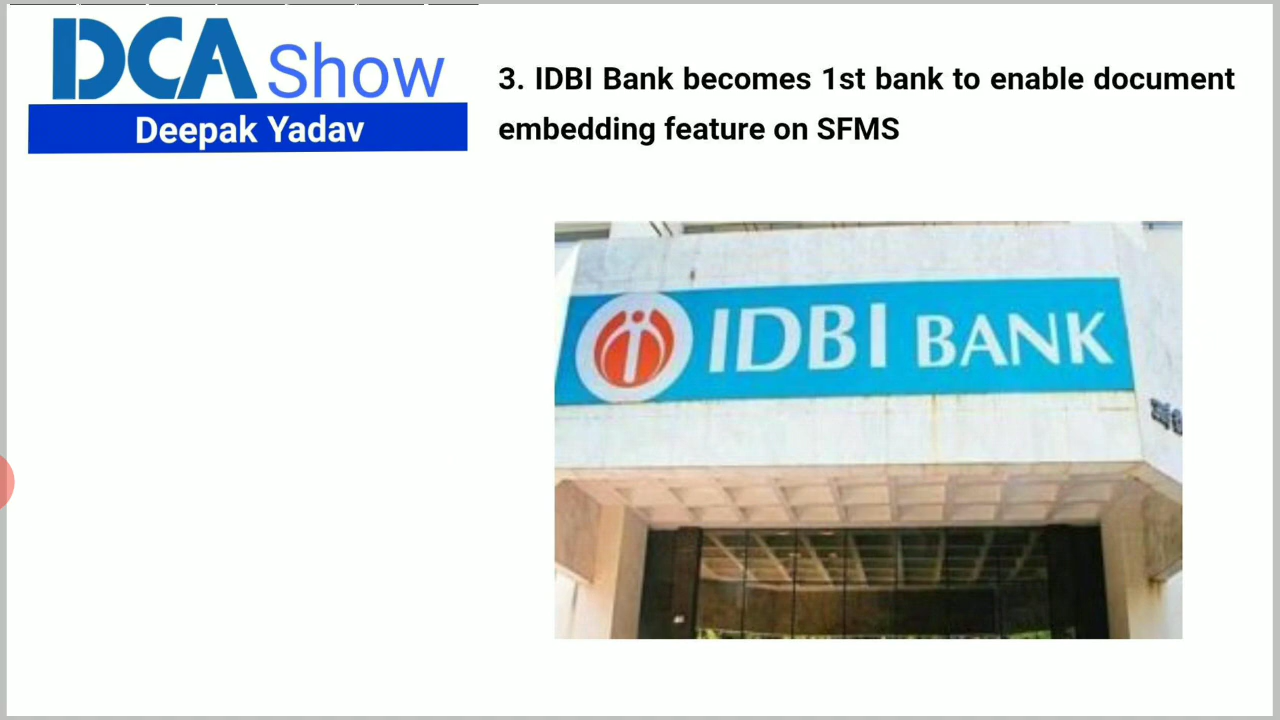 DCA Show
Deepak Yadav
3. IDBI Bank becomes 1st bank to enable document
embedding feature on SFMS
IDBI BANK